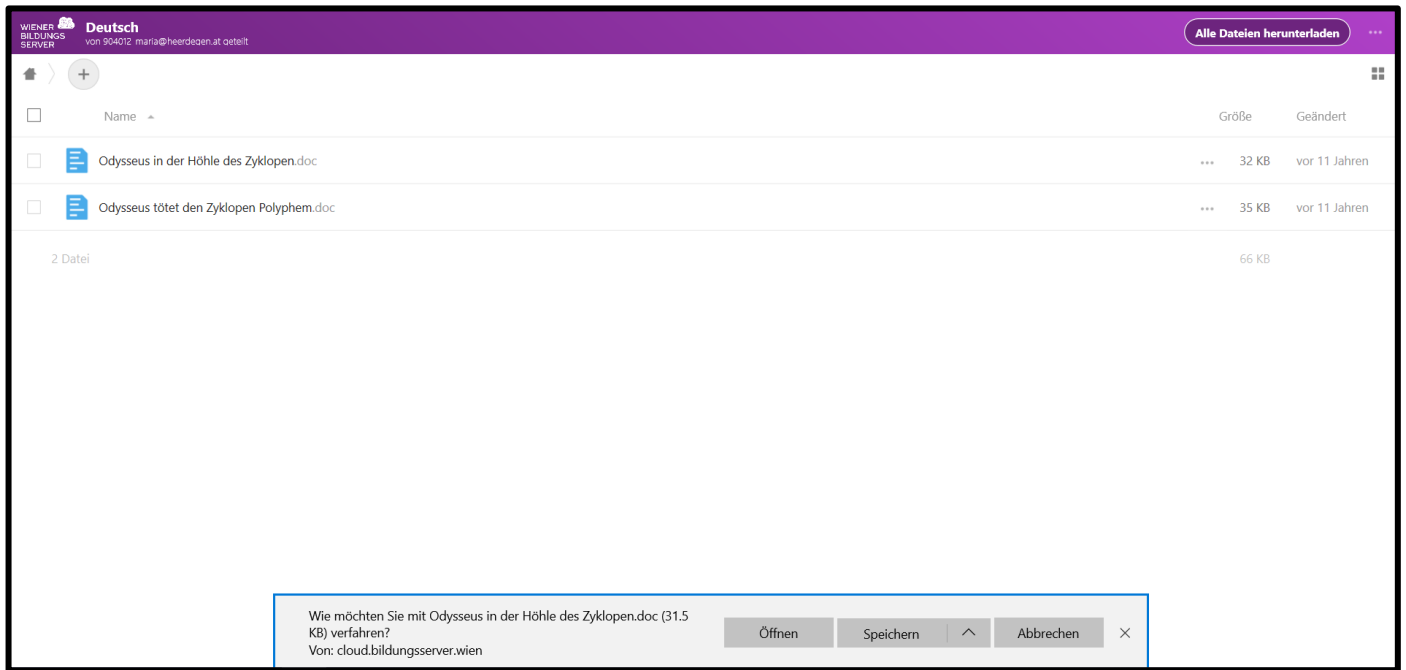 WIENER
BILDUNGS
SERVER
Deutsch
von 904012_maria@heerdegen.at geteilt
Alle Dateien herunterladen
Name
Größe
Geändert
Odysseus in der Höhle des Zyklopen.doc
32 KB
vor 11 Jahren
Odysseus tötet den Zyklopen Polyphem.doc
35 KB
vor 11 Jahren
2 Datei
66 KB
Wie möchten Sie mit Odysseus in der Höhle des Zyklopen.doc (31.5
KB) verfahren?
Von: cloud.bildungsserver.wien
Öffnen
Speichern
Abbrechen